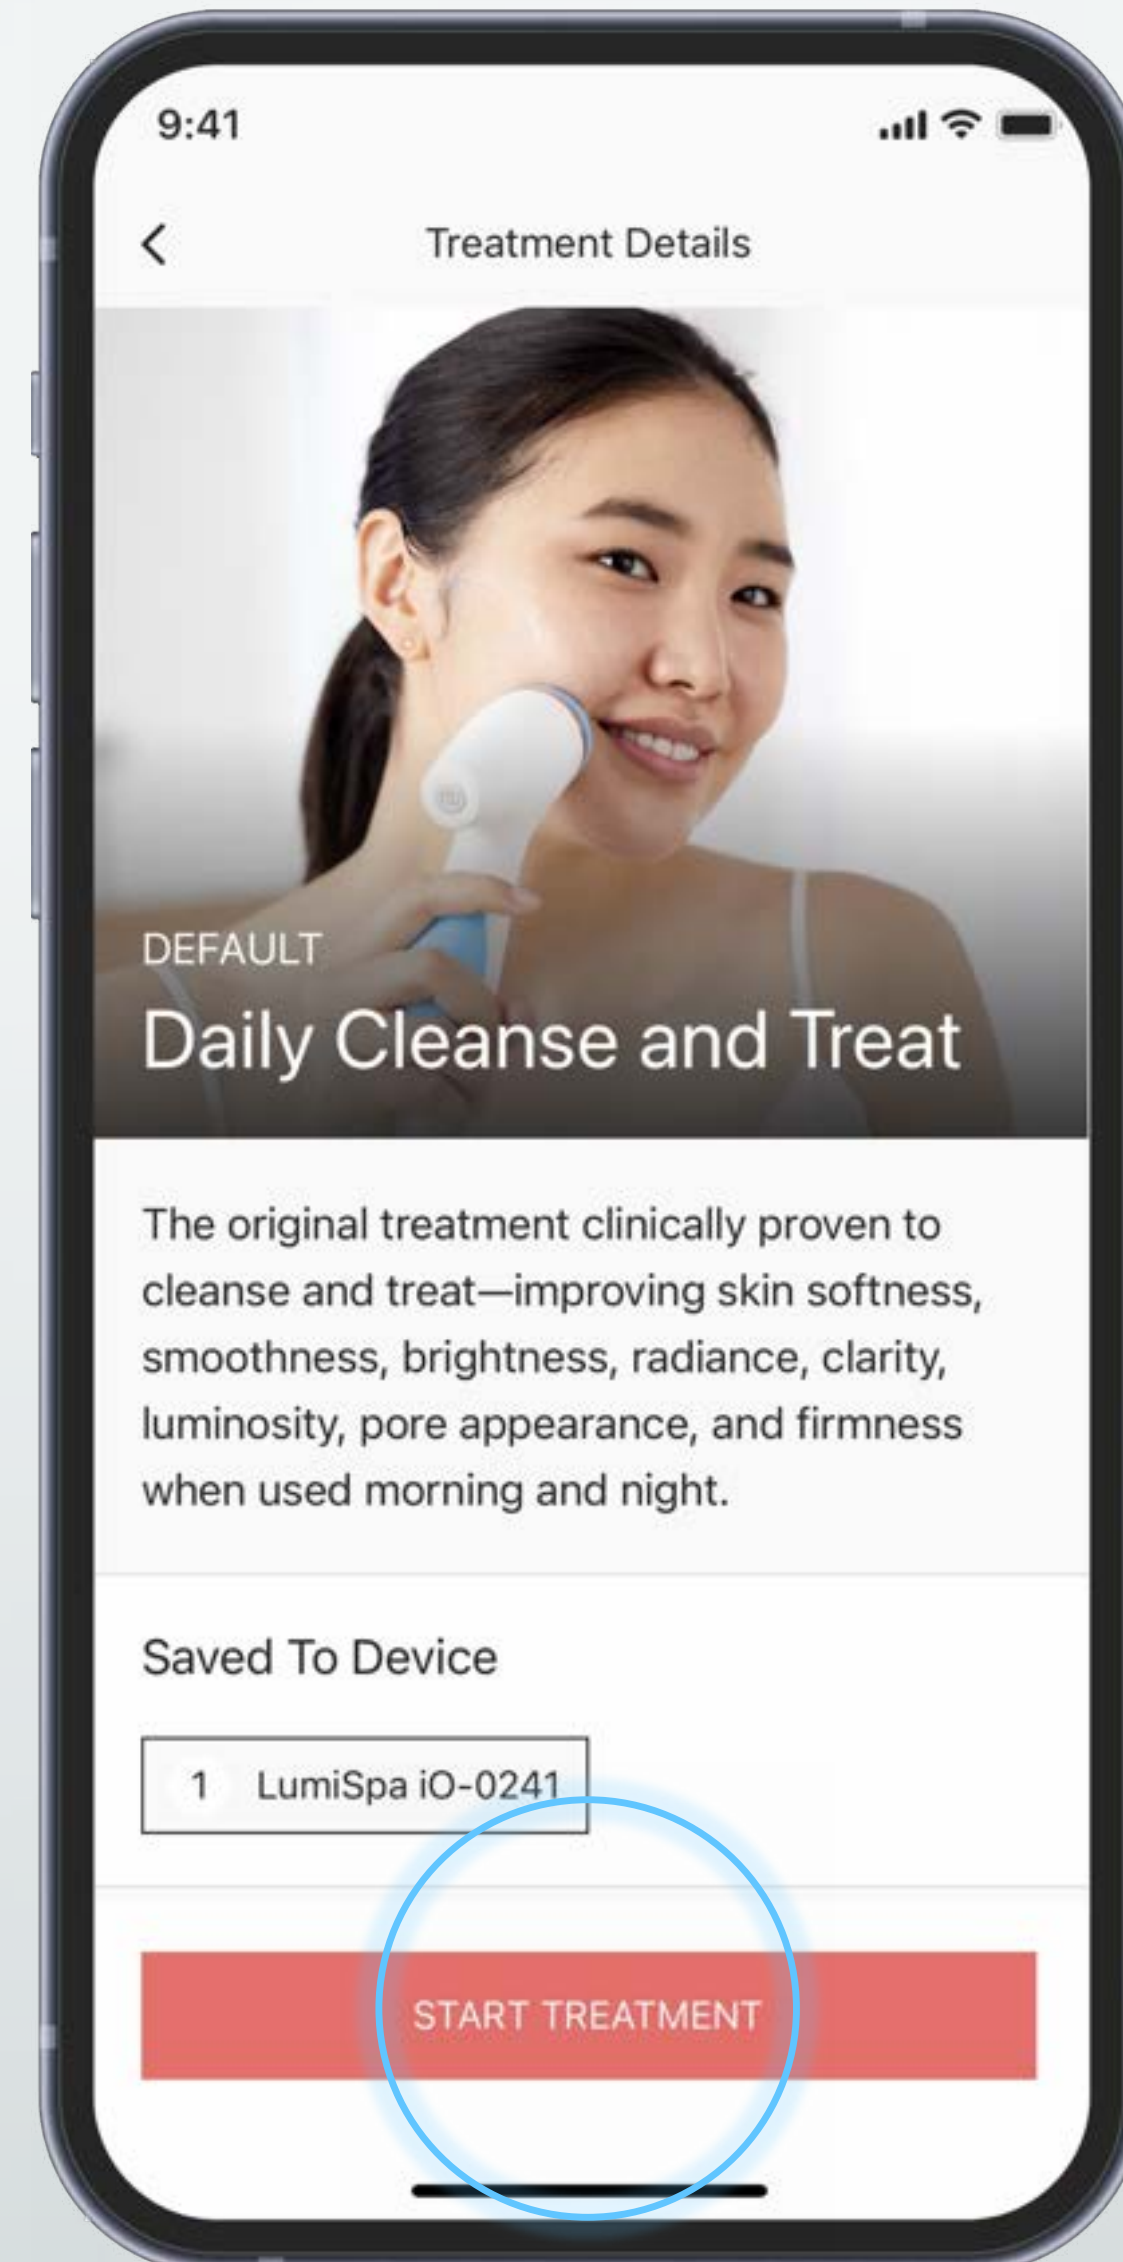 9:41
Treatment Details
DEFAULT
Daily Cleanse and Treat
The original treatment clinically proven to
cleanse and treat—improving skin softness,
smoothness, brightness, radiance, clarity,
luminosity, pore appearance, and firmness
when used morning and night.
Saved To Device
1 LumiSpa iO-0241
START TREATMENT